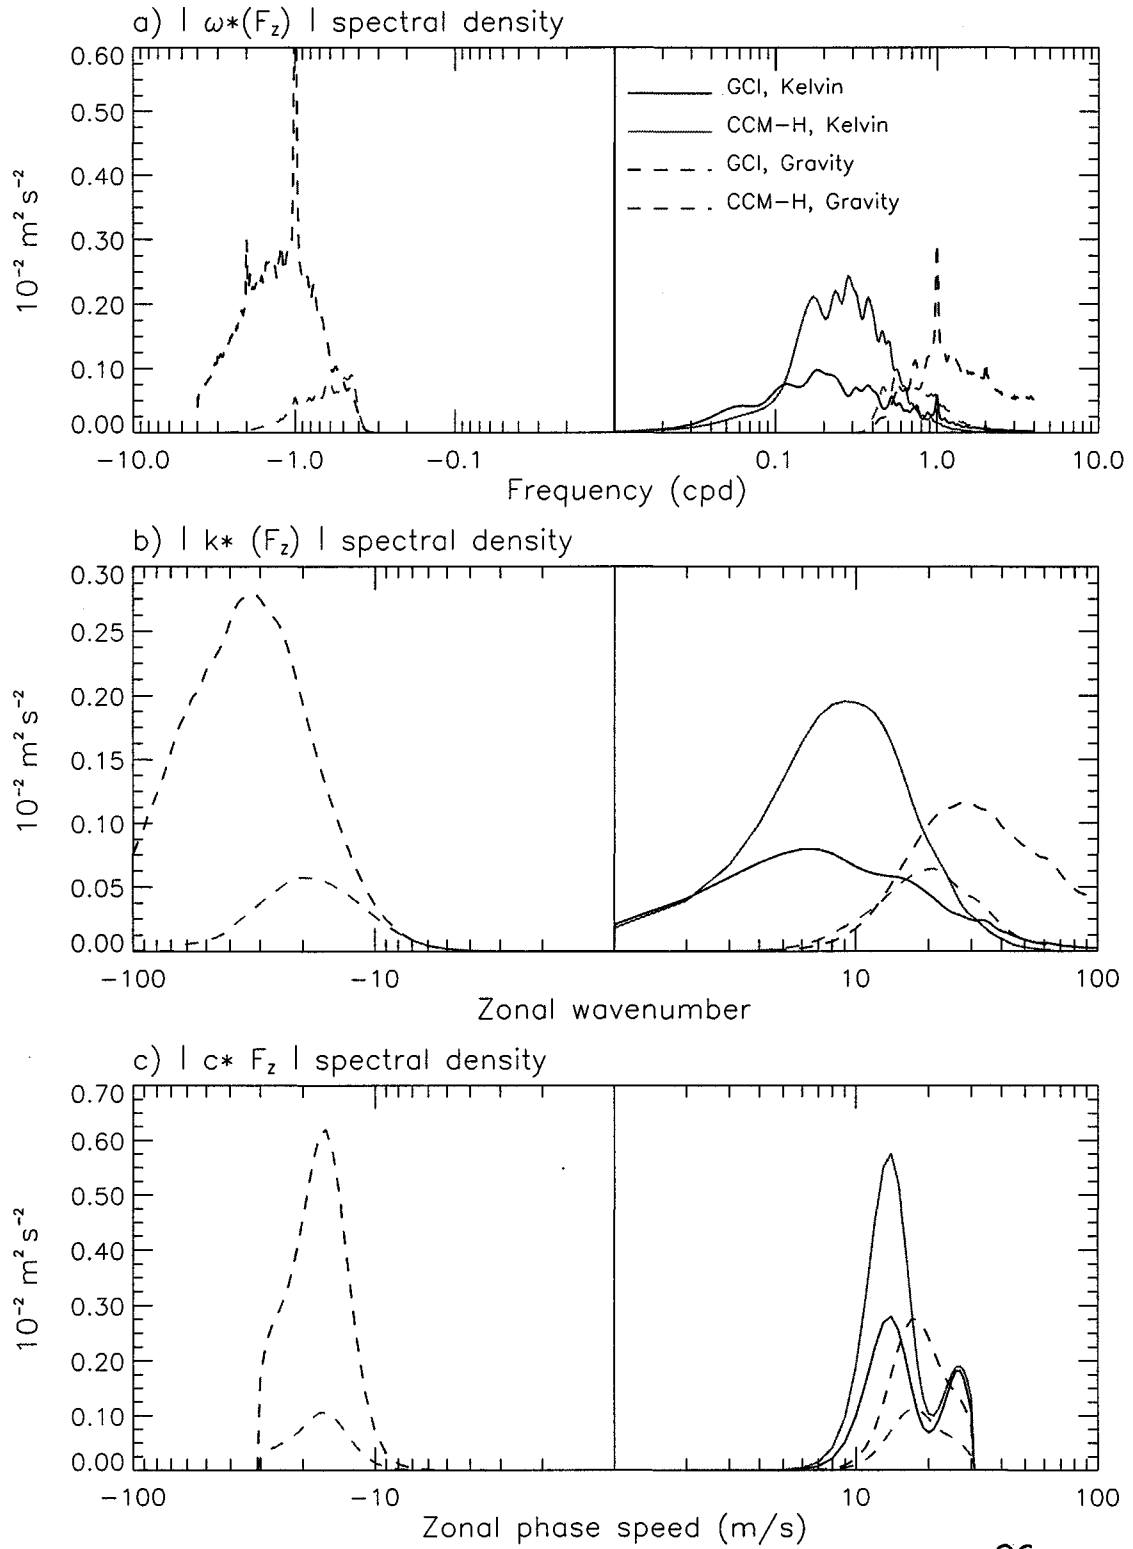 a) | ω*(F_z) | spectral density
0.60
0.50
0.40
0.30
0.20
0.10
0.00
10⁻² m² s⁻²
GCI, Kelvin
CCM-H, Kelvin
GCI, Gravity
CCM-H, Gravity
-10.0 -1.0 -0.1 0.1 1.0 10.0
Frequency (cpd)
b) | k* (F_z) | spectral density
0.30
0.25
0.20
0.15
0.10
0.05
0.00
10⁻² m² s⁻²
-100 -10 10 100
Zonal wavenumber
c) | c* F_z | spectral density
0.70
0.60
0.50
0.40
0.30
0.20
0.10
0.00
10⁻² m² s⁻²
-100 -10 10 100
Zonal phase speed (m/s)